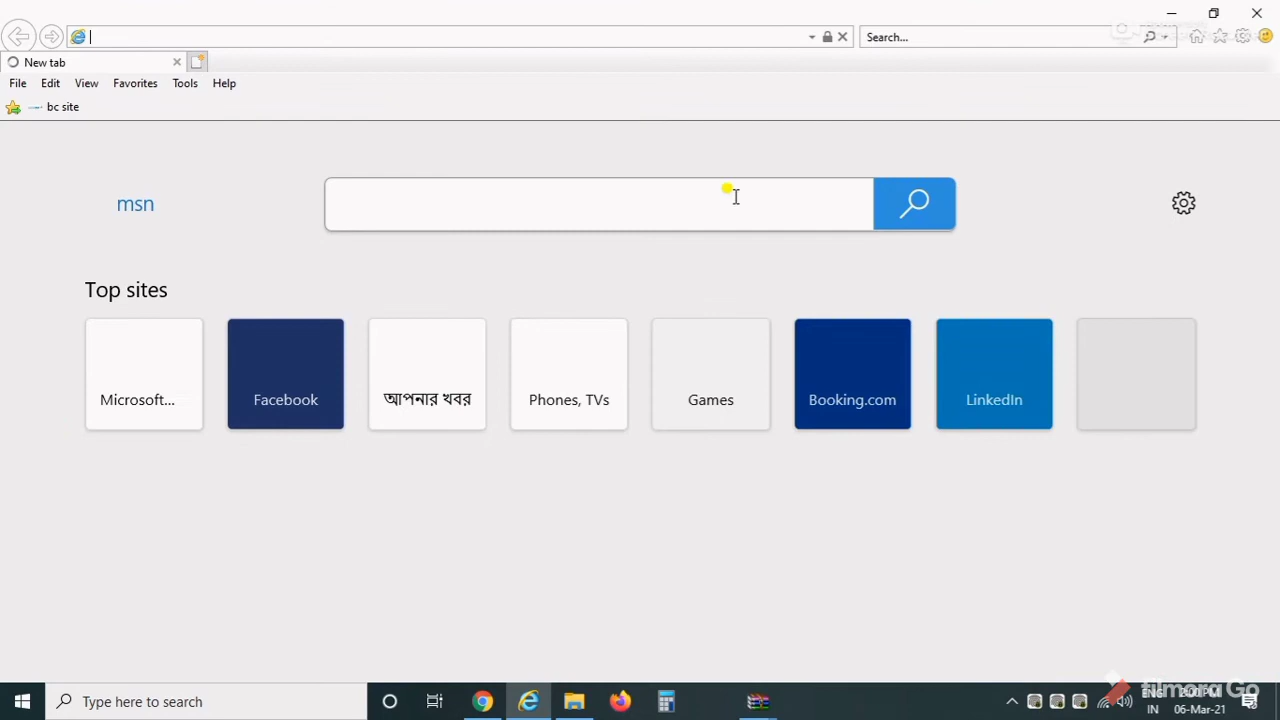 Search...
New tab
File Edit View Favorites Tools Help
bc site
msn
Top sites
Microsoft... Facebook আপনার খবর Phones, TVs Games Booking.com LinkedIn
Type here to search
ENG
IN 06-Mar-21
filmora Go